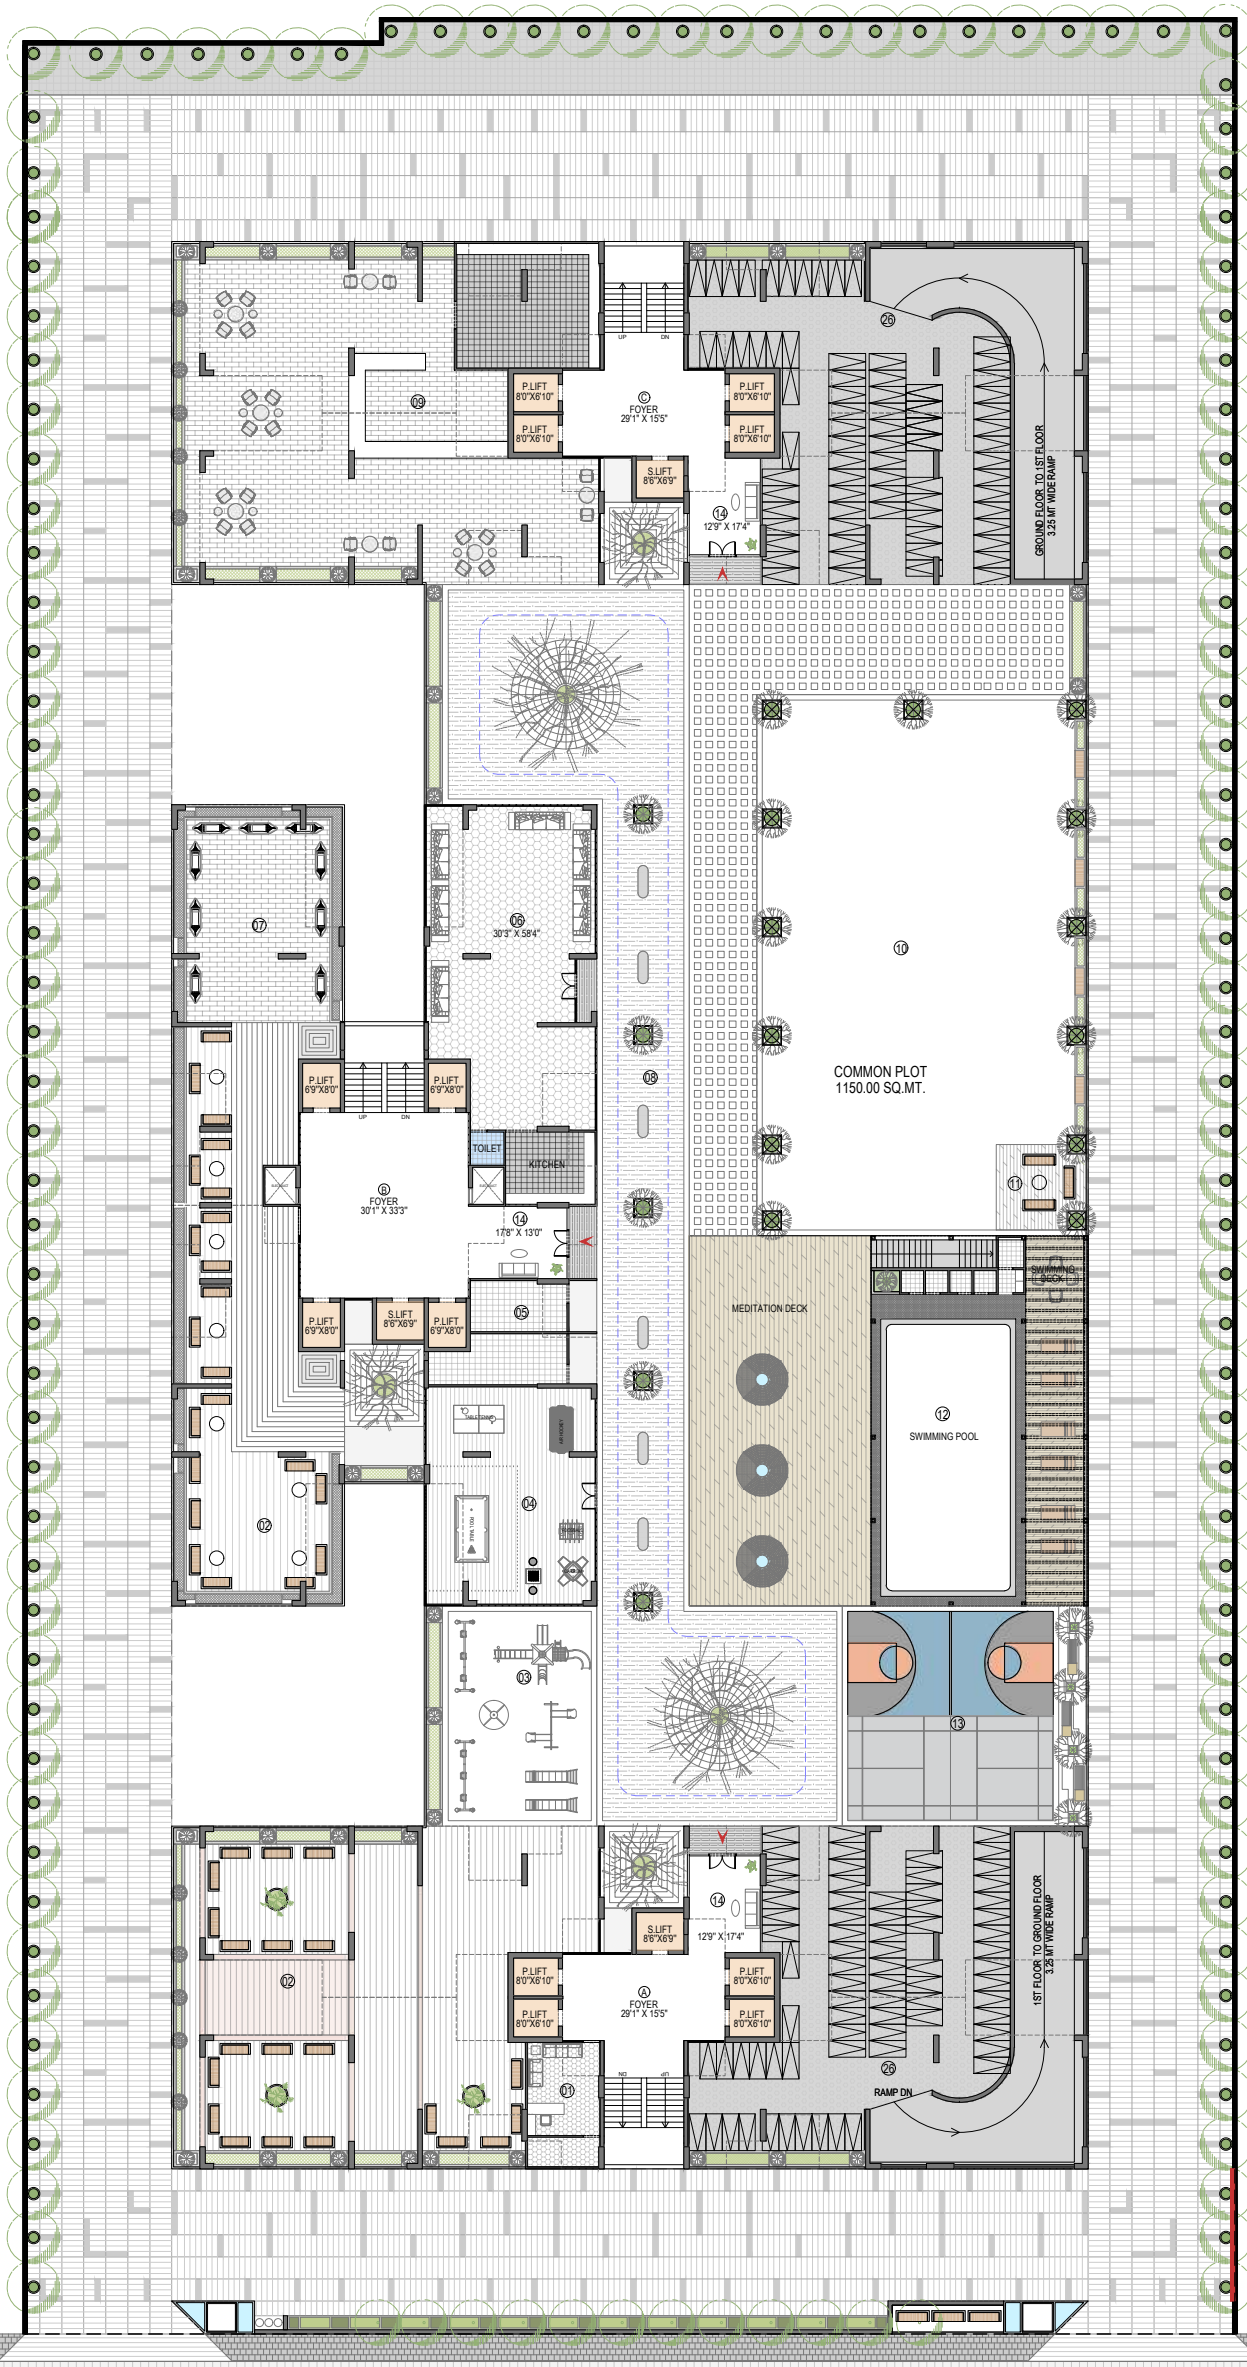 26
UP
DN
P.LIFT
8'0"X6'10"
P.LIFT
8'0"X6'10"
C
FOYER
29'1" X 15'5"
P.LIFT
8'0"X6'10"
P.LIFT
8'0"X6'10"
09
S.LIFT
8'6"X6'9"
14
12'9" X 17'4"
GROUND FLOOR TO 1ST FLOOR
3.25 MT WIDE RAMP
07
06
30'3" X 58'4"
10
COMMON PLOT
1150.00 SQ.MT.
08
P.LIFT
6'9"X8'0"
P.LIFT
6'9"X8'0"
UP
DN
TOILET
KITCHEN
B
FOYER
30'1" X 33'3"
14
17'8" X 13'0"
11
05
P.LIFT
6'9"X8'0"
S.LIFT
8'6"X6'9"
P.LIFT
6'9"X8'0"
MEDITATION DECK
SWIMMING
DECK
12
SWIMMING POOL
TABLE TENNIS
AIR HOCKEY
04
POOL TABLE
02
03
13
14
12'9" X 17'4"
S.LIFT
8'6"X6'9"
P.LIFT
8'0"X6'10"
P.LIFT
8'0"X6'10"
A
FOYER
29'1" X 15'5"
P.LIFT
8'0"X6'10"
P.LIFT
8'0"X6'10"
02
01
DN
UP
26
RAMP DN
1ST FLOOR TO GROUND FLOOR
3.25 MT WIDE RAMP